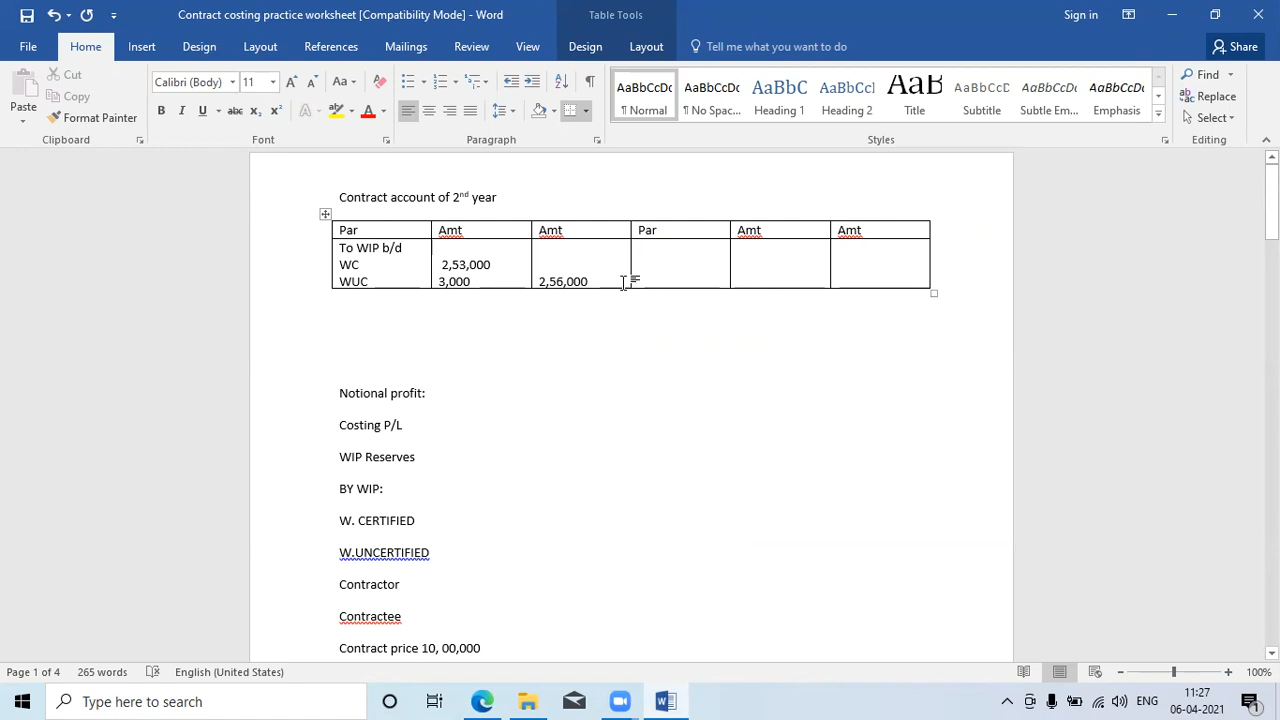 Contract costing practice worksheet [Compatibility Mode] - Word
Table Tools
Sign in
File Home Insert Design Layout References Mailings Review View Design Layout Tell me what you want to do Share
Paste
Cut
Copy
Format Painter
Clipboard
Calibri (Body) 11
Font
Paragraph
AaBbCcDc AaBbCcDc AaBbC AaBbCcl AaB AaBbCcD AaBbCcDc AaBbCcDc
¶ Normal ¶ No Spac... Heading 1 Heading 2 Title Subtitle Subtle Em... Emphasis
Styles
Find
Replace
Select
Editing
Contract account of 2nd year
Par Amt Amt Par Amt Amt
To WIP b/d
WC 2,53,000
WUC 3,000 2,56,000
Notional profit:
Costing P/L
WIP Reserves
BY WIP:
W. CERTIFIED
W.UNCERTIFIED
Contractor
Contractee
Contract price 10, 00,000
Page 1 of 4 265 words English (United States) 100%
Type here to search
ENG
11:27
06-04-2021
1